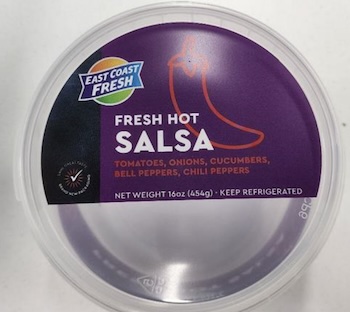 EAST COAST
FRESH
FRESH HOT
SALSA
TOMATOES, ONIONS, CUCUMBERS,
BELL PEPPERS, CHILI PEPPERS
NET WEIGHT 16oz (454g) · KEEP REFRIGERATED